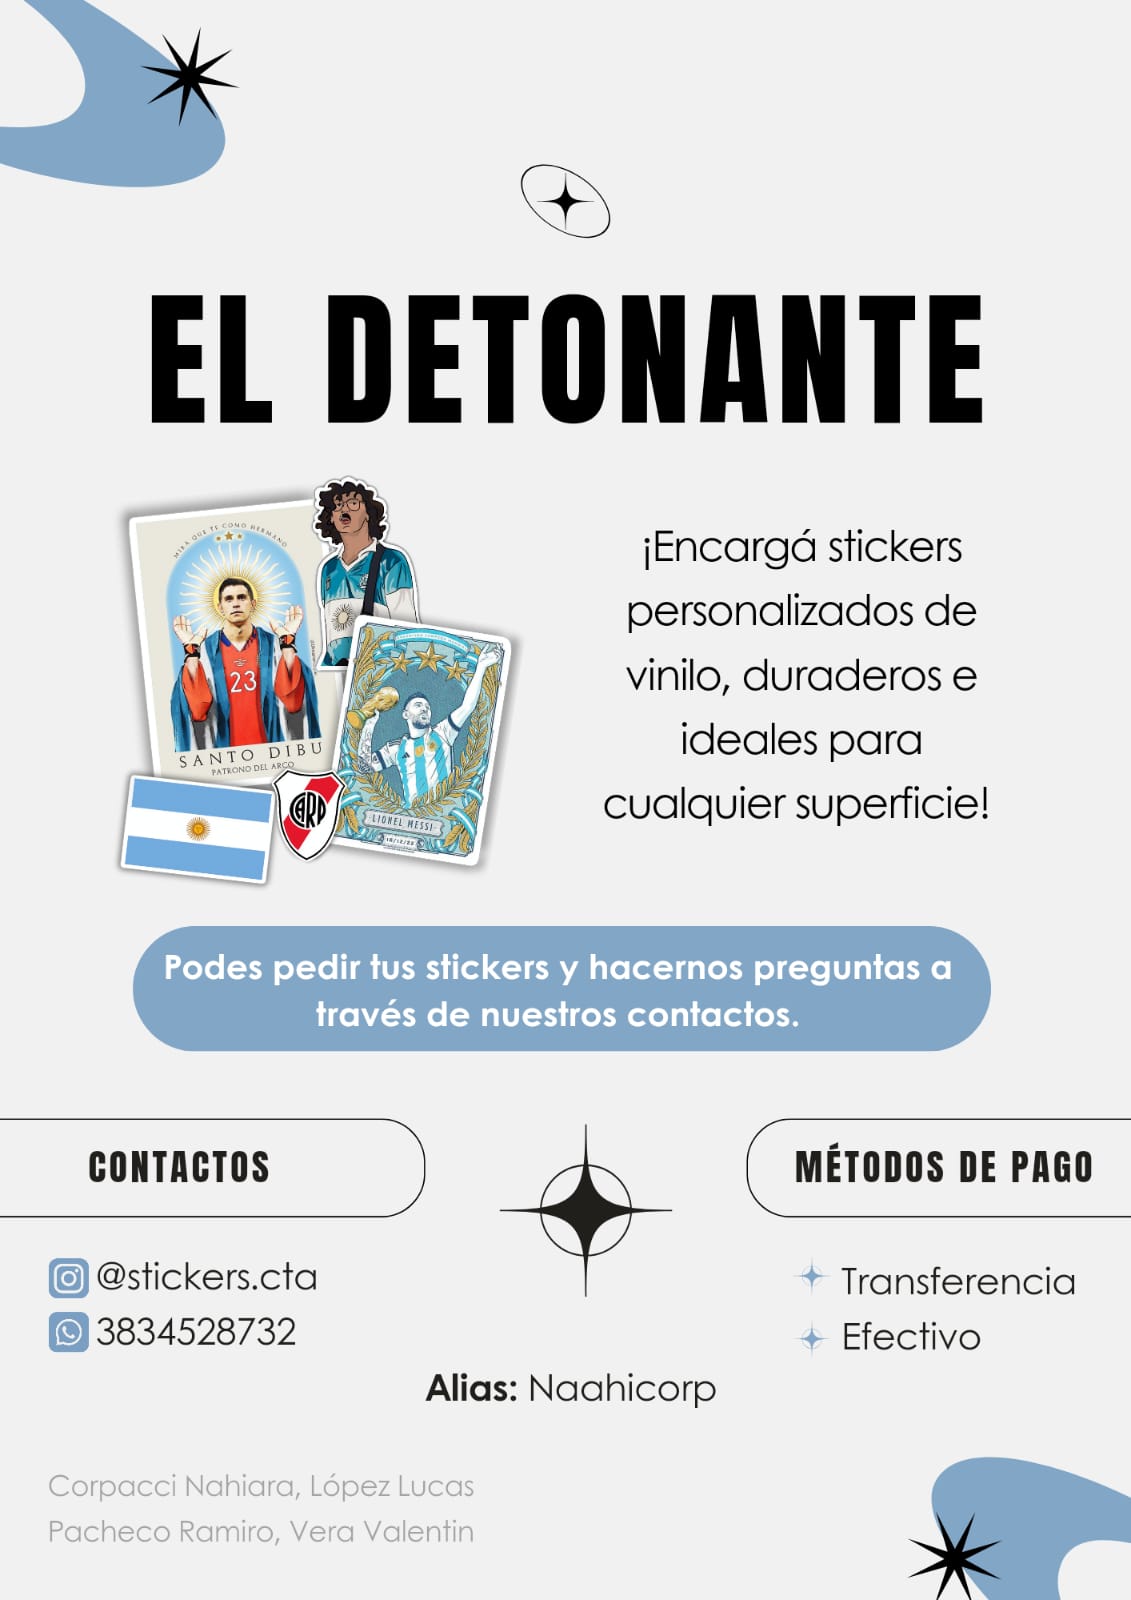 EL DETONANTE
MIRÁ QUE TE COMO HERMANO
23
SANTO DIBU
PATRONO DEL ARCO
CARP
LIONEL MESSI
18/12/22
¡Encargá stickers
personalizados de
vinilo, duraderos e
ideales para
cualquier superficie!
Podes pedir tus stickers y hacernos preguntas a
través de nuestros contactos.
CONTACTOS
@stickers.cta
3834528732
MÉTODOS DE PAGO
Transferencia
Efectivo
Alias: Naahicorp
Corpacci Nahiara, López Lucas
Pacheco Ramiro, Vera Valentin